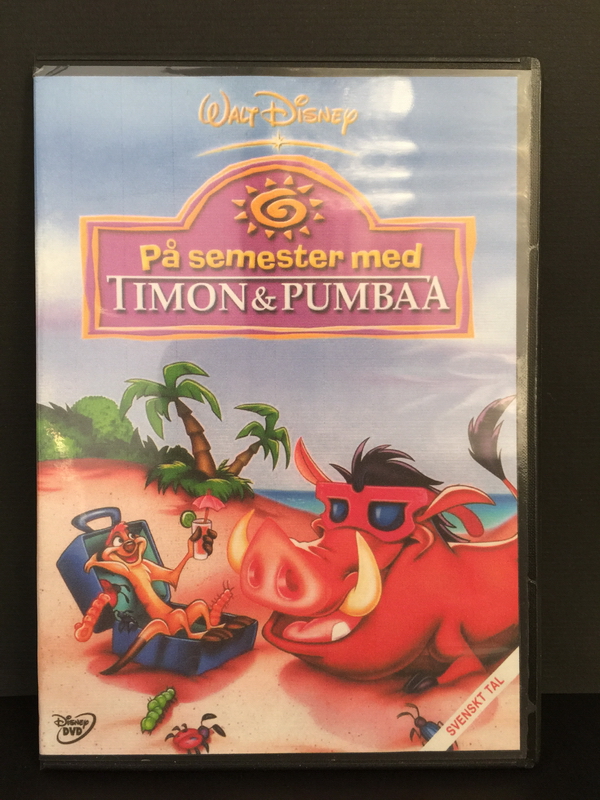 WALT DISNEY
På semester med
TIMON & PUMBAA
DISNEY
DVD
SVENSKT TAL